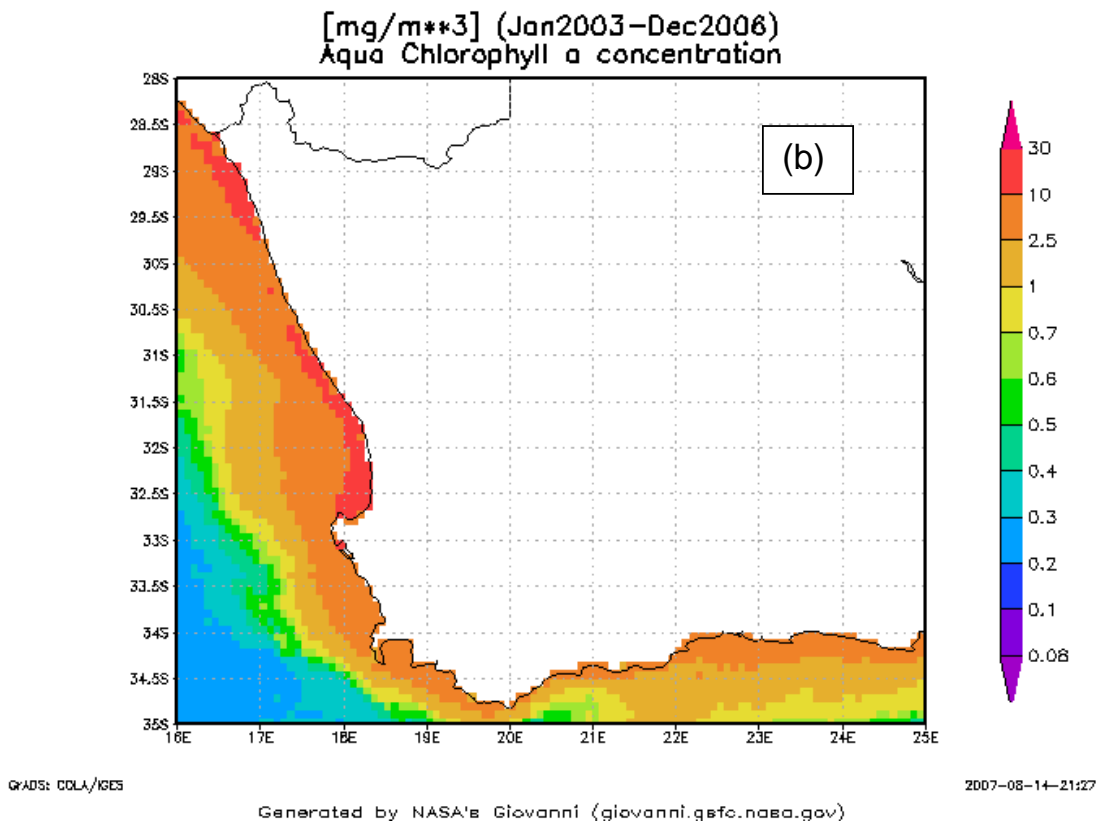 [mg/m**3] (Jan2003-Dec2006)
Aqua Chlorophyll a concentration
28S
28.5S
29S
29.5S
30S
30.5S
31S
31.5S
32S
32.5S
33S
33.5S
34S
34.5S
35S
16E 17E 18E 19E 20E 21E 22E 23E 24E 25E
(b)
30
10
2.5
1
0.7
0.6
0.5
0.4
0.3
0.2
0.1
0.06
GrADS: COLA/IGES
2007-08-14-21:27
Generated by NASA's Giovanni (giovanni.gsfc.nasa.gov)